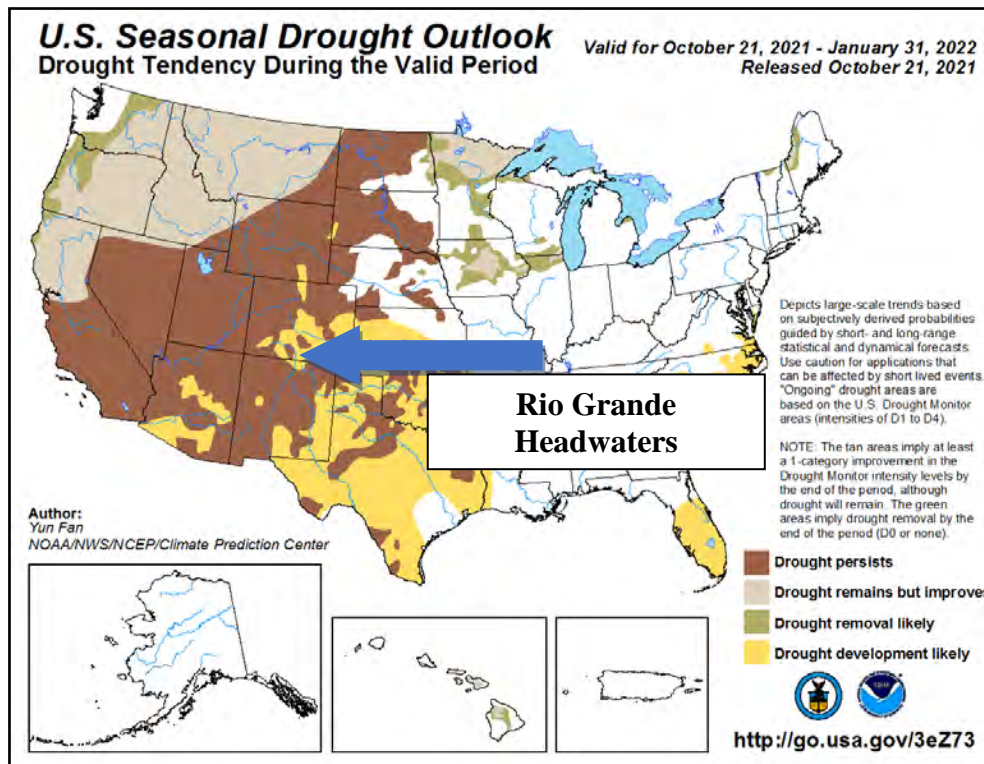 U.S. Seasonal Drought Outlook
Drought Tendency During the Valid Period
Valid for October 21, 2021 - January 31, 2022
Released October 21, 2021
Depicts large-scale trends based
on subjectively derived probabilities
guided by short- and long-range
statistical and dynamical forecasts.
Use caution for applications that
can be affected by short lived events.
"Ongoing" drought areas are
based on the U.S. Drought Monitor
areas (intensities of D1 to D4).
NOTE: The tan areas imply at least
a 1-category improvement in the
Drought Monitor intensity levels by
the end of the period, although
drought will remain. The green
areas imply drought removal by the
end of the period (D0 or none).
Rio Grande
Headwaters
Author:
Yun Fan
NOAA/NWS/NCEP/Climate Prediction Center
Drought persists
Drought remains but improves
Drought removal likely
Drought development likely
http://go.usa.gov/3eZ73